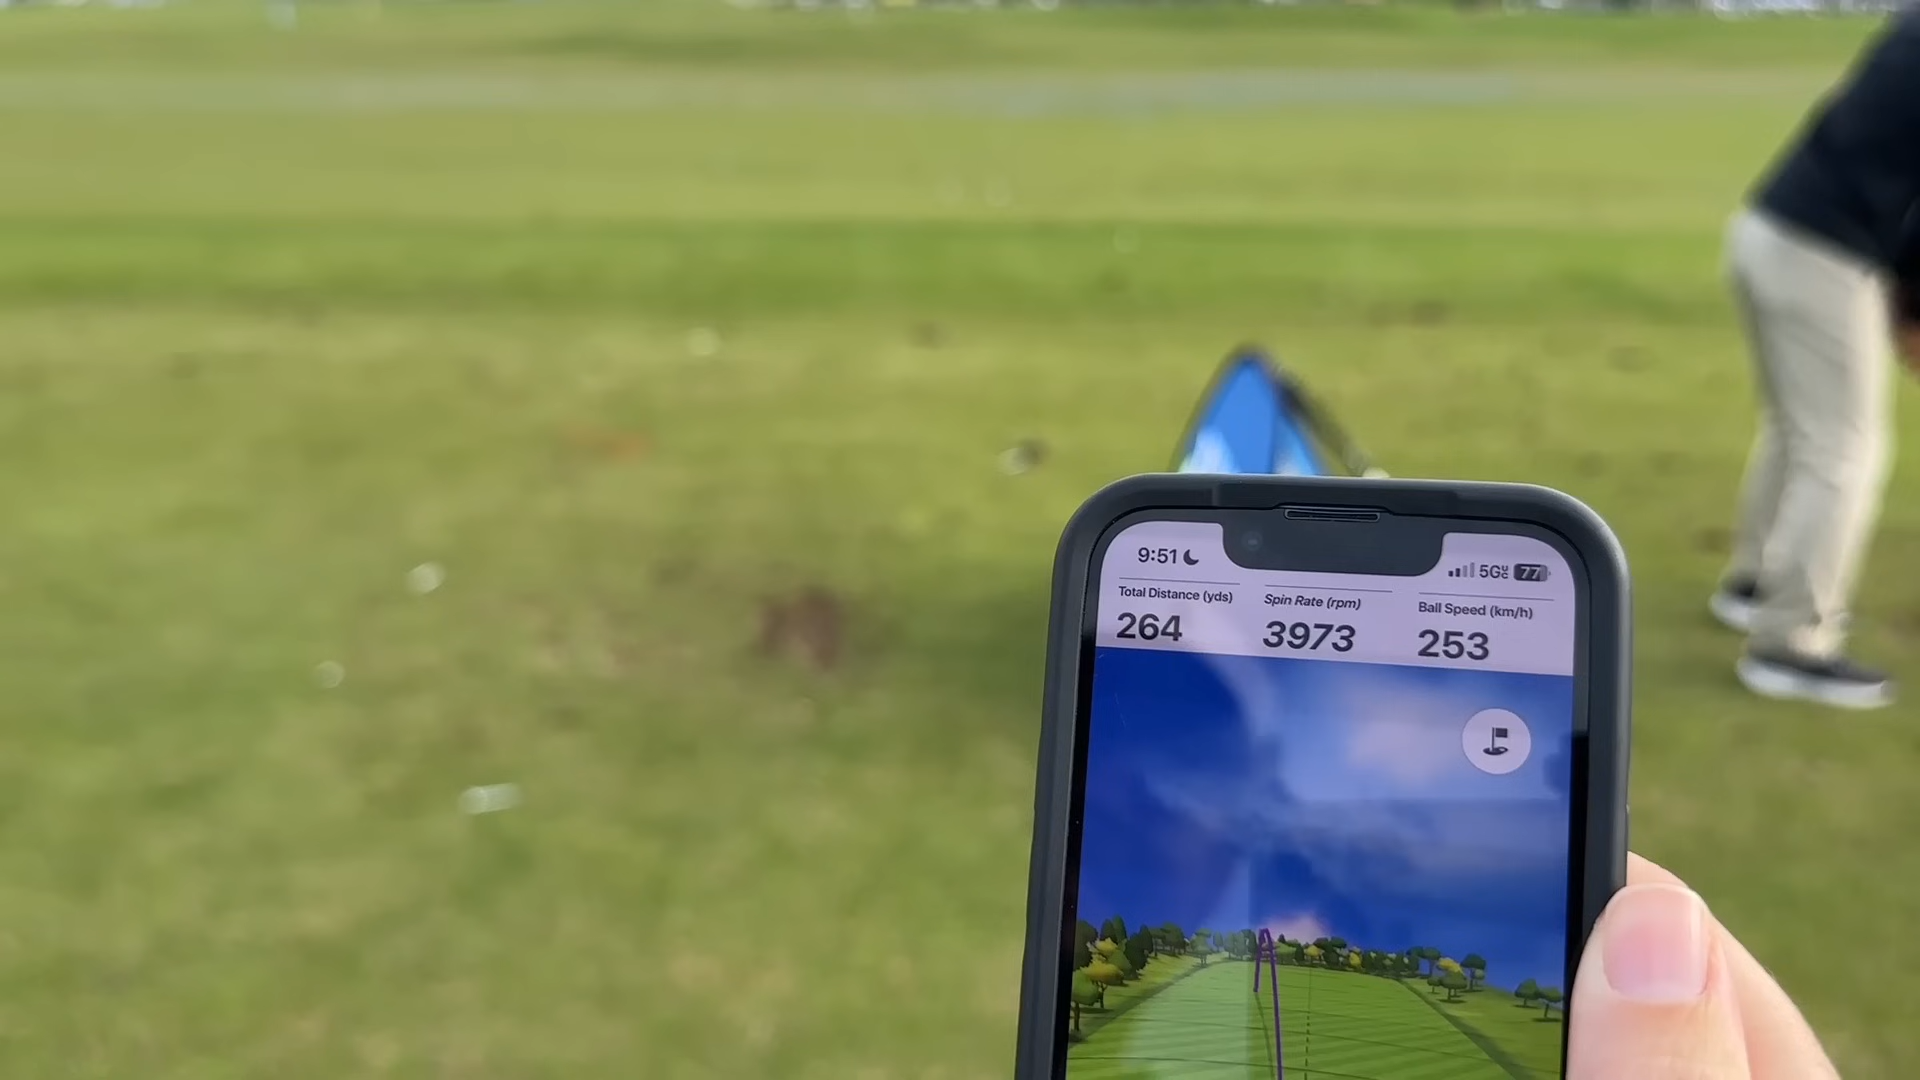 9:51 5G 77
Total Distance (yds) Spin Rate (rpm) Ball Speed (km/h)
264 3973 253